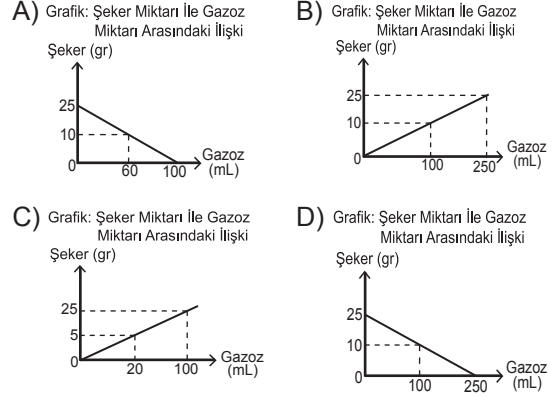 A) Grafik: Şeker Miktarı İle Gazoz
Miktarı Arasındaki İlişki
Şeker (gr)
25
10
0
60
100
Gazoz
(mL)
B) Grafik: Şeker Miktarı İle Gazoz
Miktarı Arasındaki İlişki
Şeker (gr)
25
10
0
100
250
Gazoz
(mL)
C) Grafik: Şeker Miktarı İle Gazoz
Miktarı Arasındaki İlişki
Şeker (gr)
25
5
0
20
100
Gazoz
(mL)
D) Grafik: Şeker Miktarı İle Gazoz
Miktarı Arasındaki İlişki
Şeker (gr)
25
10
0
100
250
Gazoz
(mL)